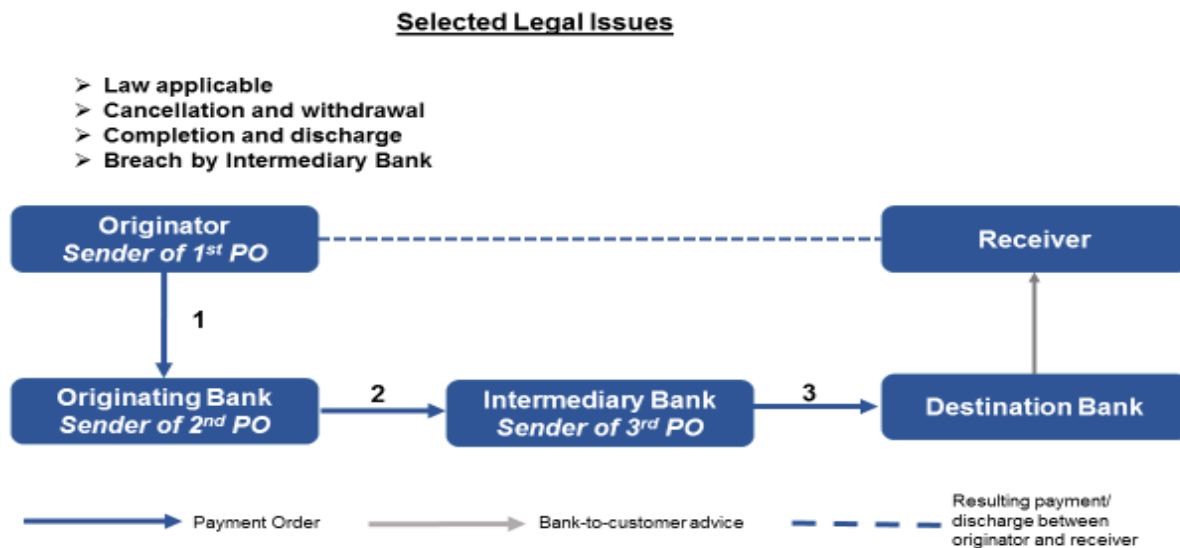 Selected Legal Issues
➢ Law applicable
➢ Cancellation and withdrawal
➢ Completion and discharge
➢ Breach by Intermediary Bank
Originator
Sender of 1st PO
Receiver
1
Originating Bank
Sender of 2nd PO
2
Intermediary Bank
Sender of 3rd PO
3
Destination Bank
Payment Order
Bank-to-customer advice
Resulting payment/
discharge between
originator and receiver